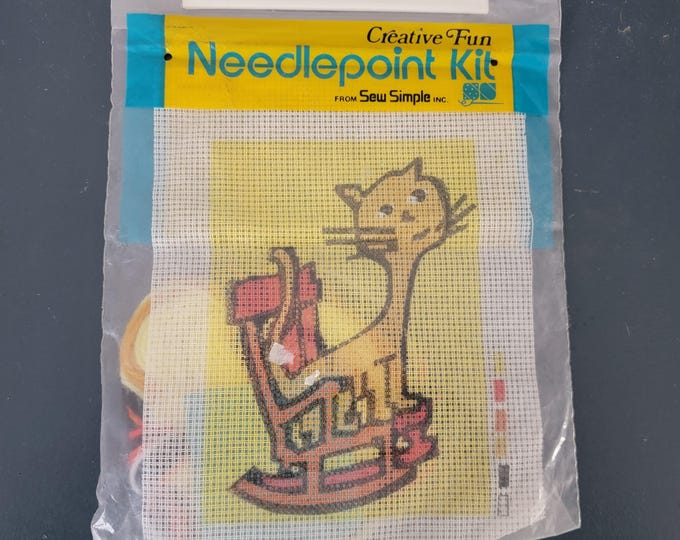 Creative Fun
Needlepoint Kit
FROM Sew Simple INC.